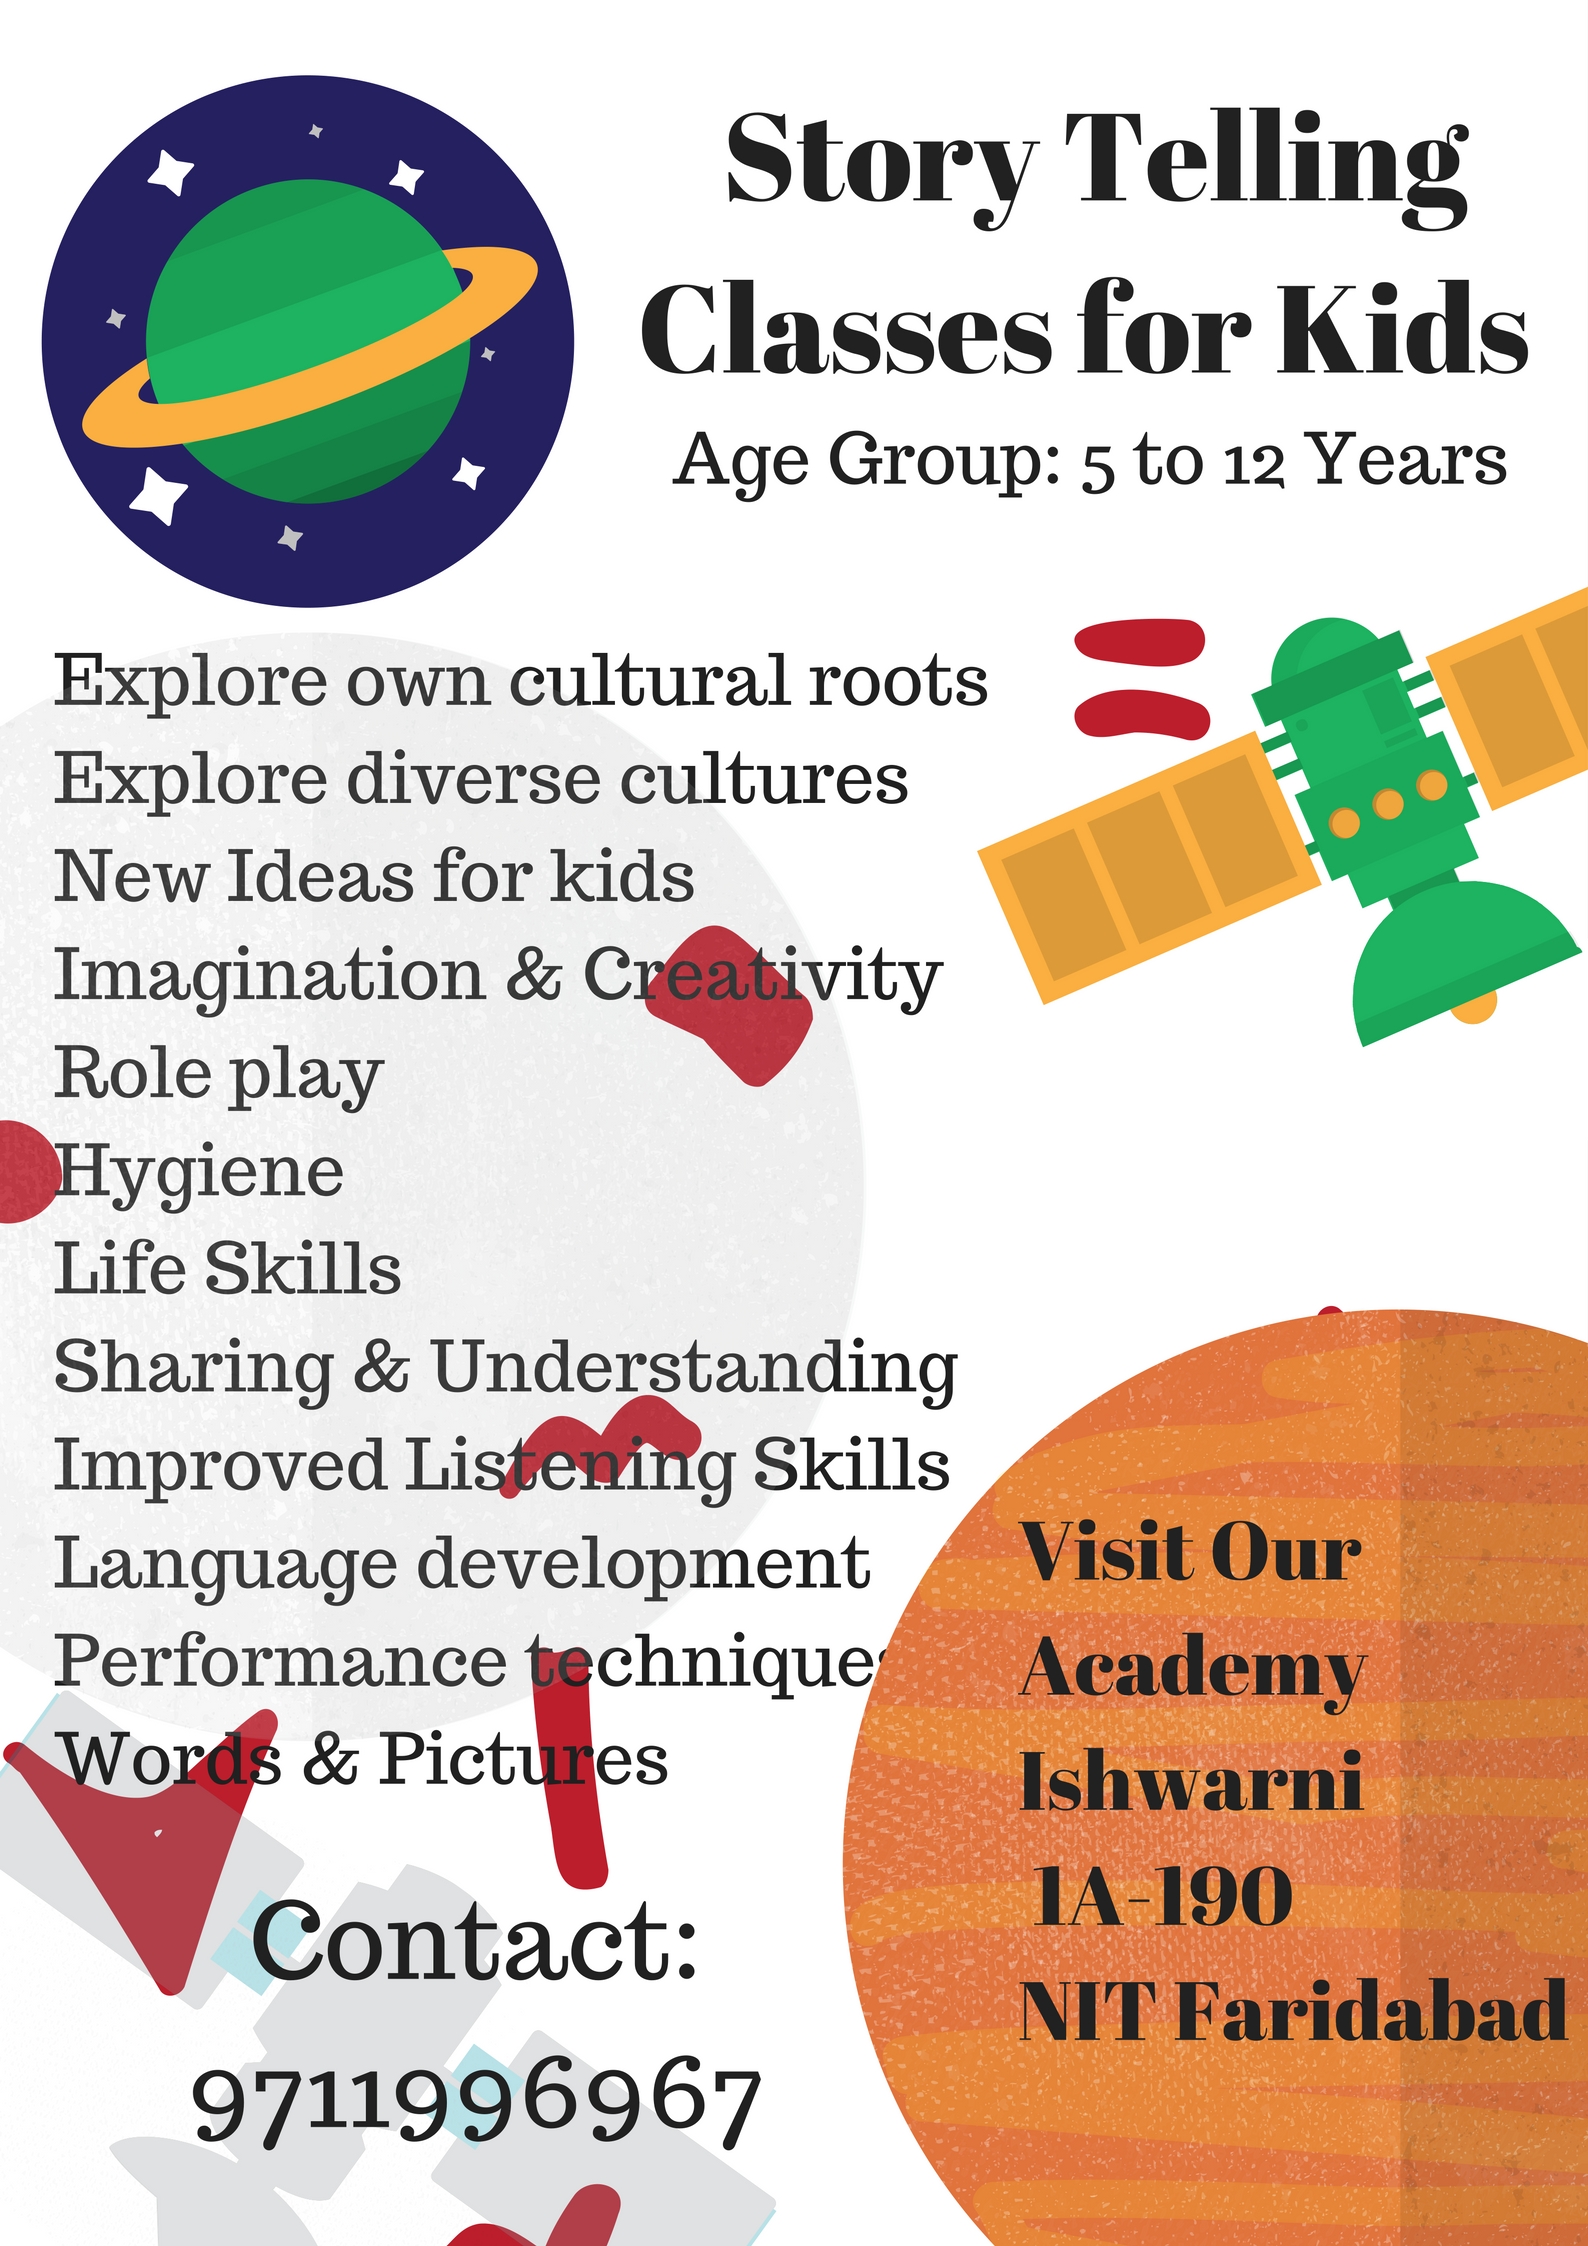 Story Telling
Classes for Kids
Age Group: 5 to 12 Years
Explore own cultural roots
Explore diverse cultures
New Ideas for kids
Imagination & Creativity
Role play
Hygiene
Life Skills
Sharing & Understanding
Improved Listening Skills
Language development
Performance techniques
Words & Pictures
Contact:
9711996967
Visit Our
Academy
Ishwarni
1A-190
NIT Faridabad